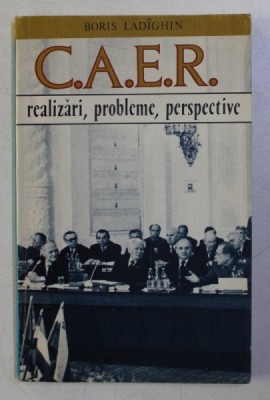 BORIS LADÎGHIN
C.A.E.R.
realizări, probleme, perspective